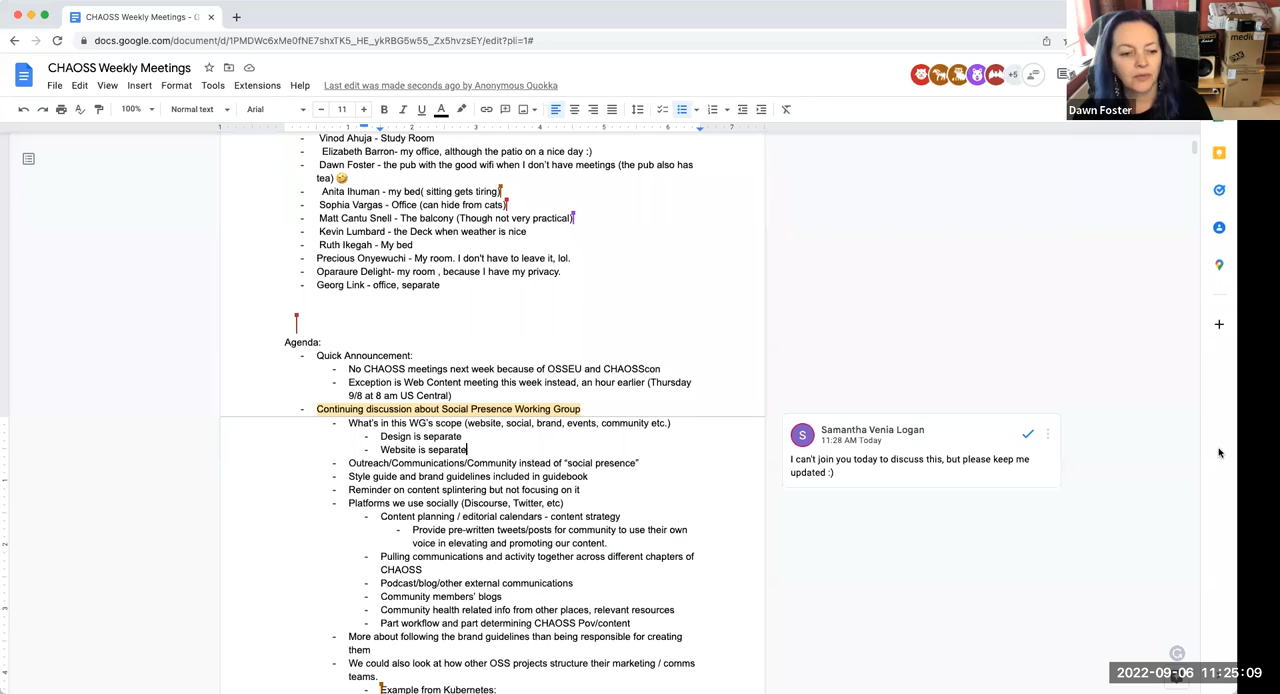 CHAOSS Weekly Meetings - G
docs.google.com/document/d/1PMDWc6xMe0fNE7shxTK5_HE_ykRBG5w55_Zx5hvzsEY/edit?pli=1#
CHAOSS Weekly Meetings
File Edit View Insert Format Tools Extensions Help Last edit was made seconds ago by Anonymous Quokka
+5
100% Normal text Arial 11 B I U A
Dawn Foster
1 1 2 3 4 5 6 7
- Vinod Ahuja - Study Room
- Elizabeth Barron- my office, although the patio on a nice day :)
- Dawn Foster - the pub with the good wifi when I don't have meetings (the pub also has
tea) 🤣
- Anita Ihuman - my bed( sitting gets tiring)
- Sophia Vargas - Office (can hide from cats)
- Matt Cantu Snell - The balcony (Though not very practical)
- Kevin Lumbard - the Deck when weather is nice
- Ruth Ikegah - My bed
- Precious Onyewuchi - My room. I don't have to leave it, lol.
- Oparaure Delight- my room , because I have my privacy.
- Georg Link - office, separate
Agenda:
- Quick Announcement:
- No CHAOSS meetings next week because of OSSEU and CHAOSScon
- Exception is Web Content meeting this week instead, an hour earlier (Thursday
9/8 at 8 am US Central)
- Continuing discussion about Social Presence Working Group
- What's in this WG's scope (website, social, brand, events, community etc.)
- Design is separate
- Website is separate
- Outreach/Communications/Community instead of "social presence"
- Style guide and brand guidelines included in guidebook
- Reminder on content splintering but not focusing on it
- Platforms we use socially (Discourse, Twitter, etc)
- Content planning / editorial calendars - content strategy
- Provide pre-written tweets/posts for community to use their own
voice in elevating and promoting our content.
- Pulling communications and activity together across different chapters of
CHAOSS
- Podcast/blog/other external communications
- Community members' blogs
- Community health related info from other places, relevant resources
- Part workflow and part determining CHAOSS Pov/content
- More about following the brand guidelines than being responsible for creating
them
- We could also look at how other OSS projects structure their marketing / comms
teams.
- Example from Kubernetes:
S
Samantha Venia Logan
11:28 AM Today
I can't join you today to discuss this, but please keep me
updated :)
2022-09-06 11:25:09